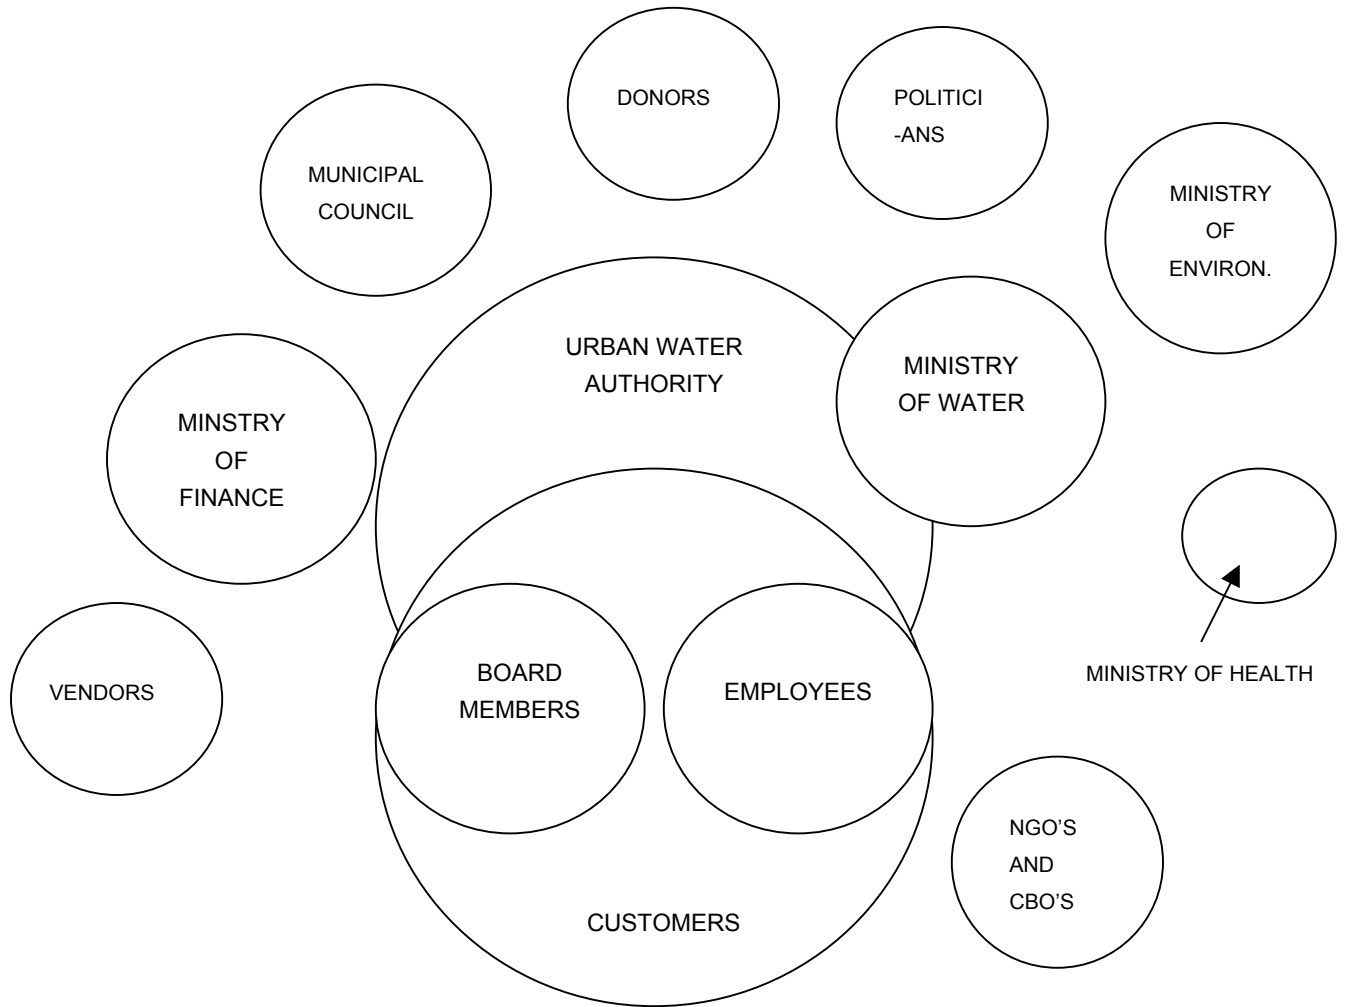 DONORS
POLITICI
-ANS
MUNICIPAL
COUNCIL
MINISTRY
OF
ENVIRON.
URBAN WATER
AUTHORITY
MINISTRY
OF WATER
MINSTRY
OF
FINANCE
VENDORS
BOARD
MEMBERS
EMPLOYEES
MINISTRY OF HEALTH
NGO'S
AND
CBO'S
CUSTOMERS